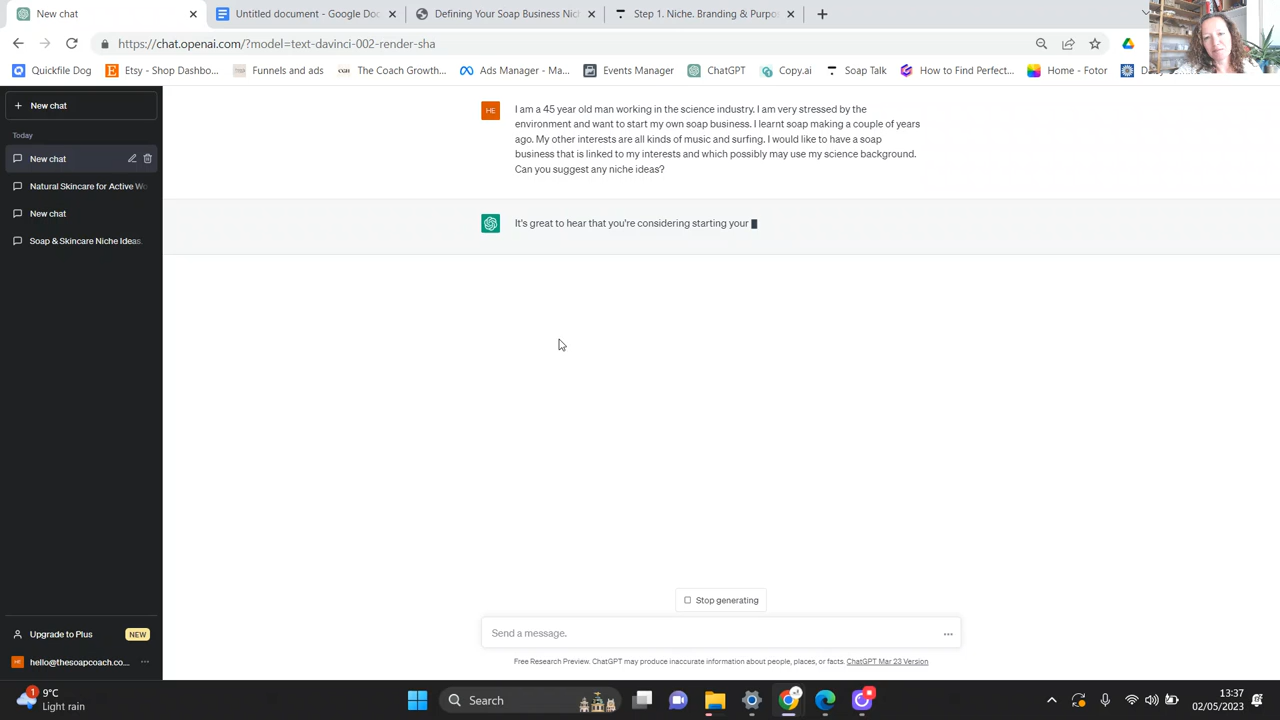 New chat
Untitled document - Google Doc
Defining Your Soap Business Nic
Step 1. Niche. Branding & Purpo
https://chat.openai.com/?model=text-davinci-002-render-sha
Quickfile Dog
Etsy - Shop Dashbo...
Funnels and ads
The Coach Growth...
Ads Manager - Ma...
Events Manager
ChatGPT
Copy.ai
Soap Talk
How to Find Perfect...
Home - Fotor
New chat
Today
New chat
Natural Skincare for Active Wo
New chat
Soap & Skincare Niche Ideas.
HE
I am a 45 year old man working in the science industry. I am very stressed by the
environment and want to start my own soap business. I learnt soap making a couple of years
ago. My other interests are all kinds of music and surfing. I would like to have a soap
business that is linked to my interests and which possibly may use my science background.
Can you suggest any niche ideas?
It's great to hear that you're considering starting your
Stop generating
Send a message.
Free Research Preview. ChatGPT may produce inaccurate information about people, places, or facts. ChatGPT Mar 23 Version
Upgrade to Plus
NEW
HE
hello@thesoapcoach.co...
1
9°C
Light rain
Search
13:37
02/05/2023